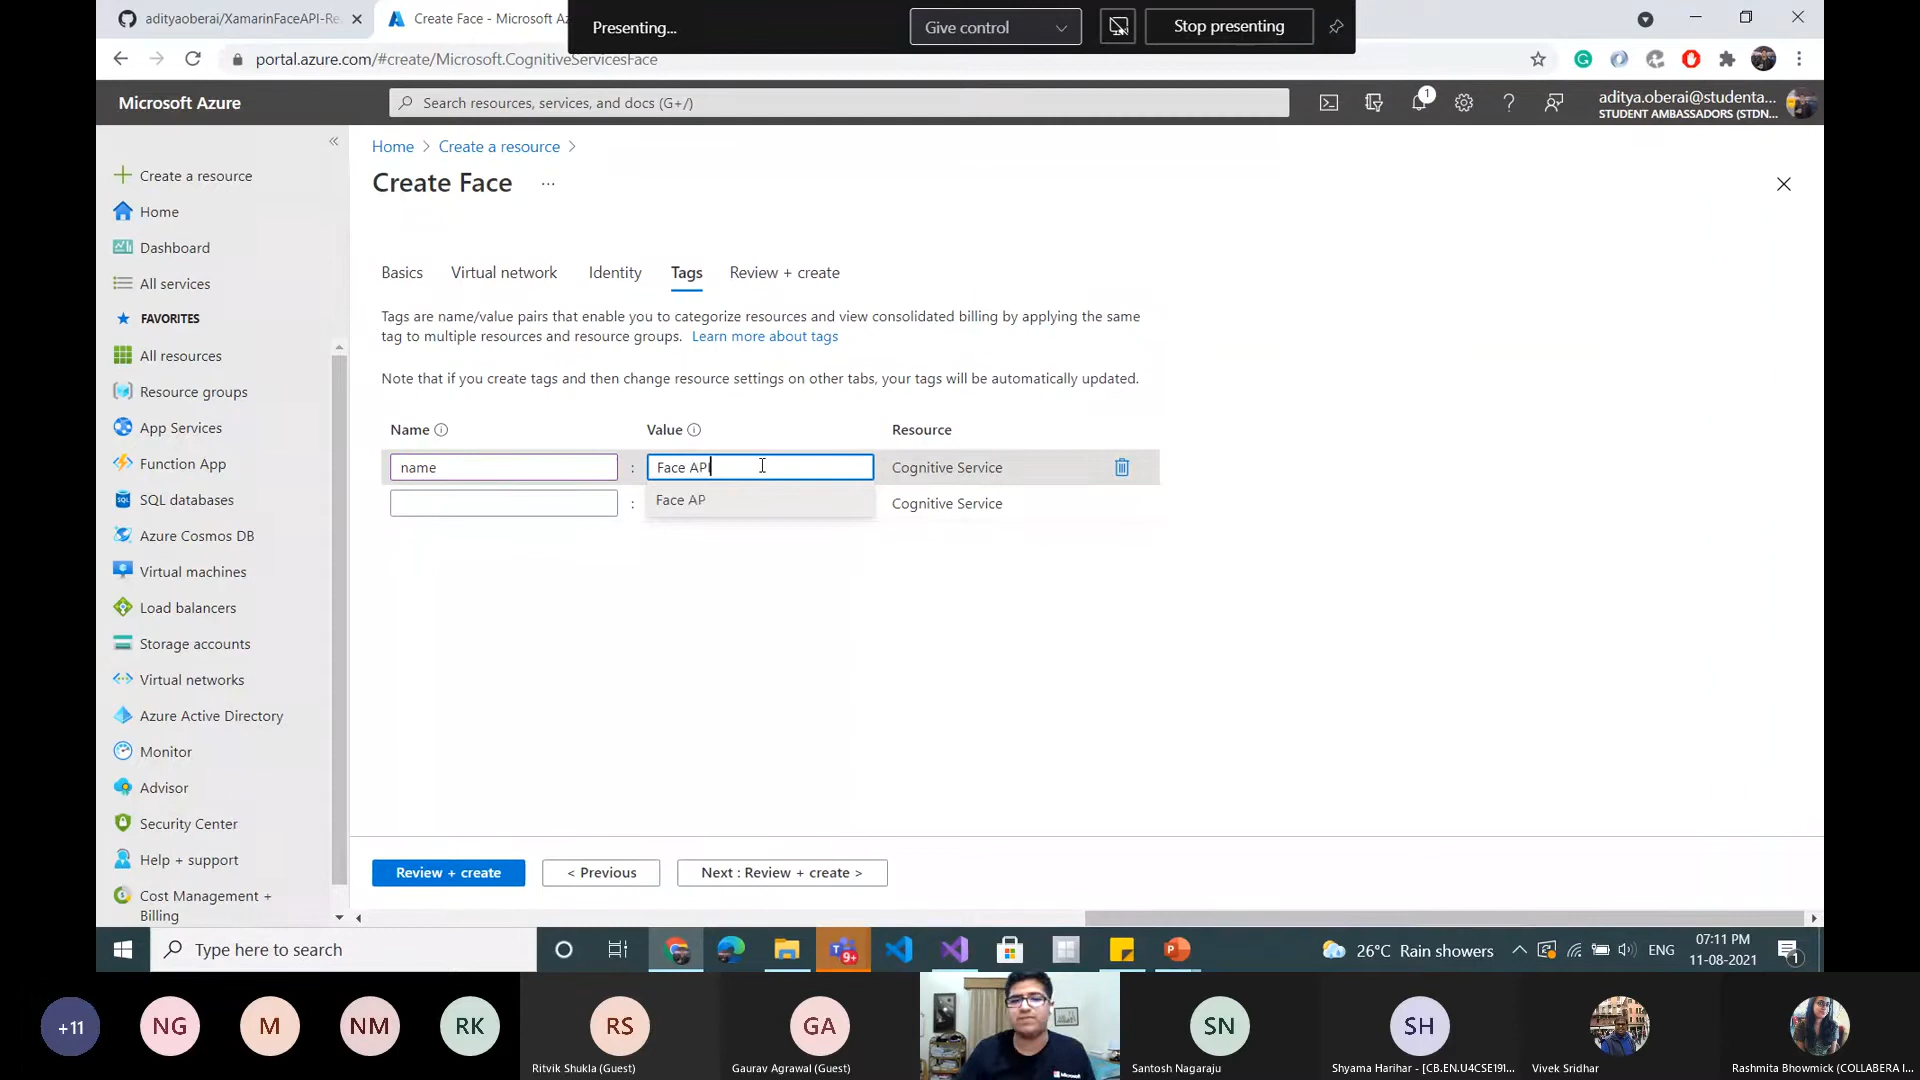 adityaoberai/XamarinFaceAPI-Re
Create Face - Microsoft Az
Presenting...
Give control
Stop presenting
portal.azure.com/#create/Microsoft.CognitiveServicesFace
Microsoft Azure
Search resources, services, and docs (G+/)
1
aditya.oberai@studenta...
STUDENT AMBASSADORS (STDN...
Home > Create a resource >
Create Face ...
Create a resource
Home
Dashboard
All services
FAVORITES
All resources
Resource groups
App Services
Function App
SQL databases
Azure Cosmos DB
Virtual machines
Load balancers
Storage accounts
Virtual networks
Azure Active Directory
Monitor
Advisor
Security Center
Help + support
Cost Management +
Billing
Basics Virtual network Identity Tags Review + create
Tags are name/value pairs that enable you to categorize resources and view consolidated billing by applying the same
tag to multiple resources and resource groups. Learn more about tags
Note that if you create tags and then change resource settings on other tabs, your tags will be automatically updated.
Name Value Resource
name : Face API Cognitive Service
Face AP
: Cognitive Service
Review + create < Previous Next : Review + create >
Type here to search
9+
26°C Rain showers
ENG
07:11 PM
11-08-2021
1
+11 NG M NM RK RS GA SN SH
Ritvik Shukla (Guest)
Gaurav Agrawal (Guest)
Microsoft
Santosh Nagaraju
Shyama Harihar - [CB.EN.U4CSE19I...
Vivek Sridhar
Rashmita Bhowmick (COLLABERA I...